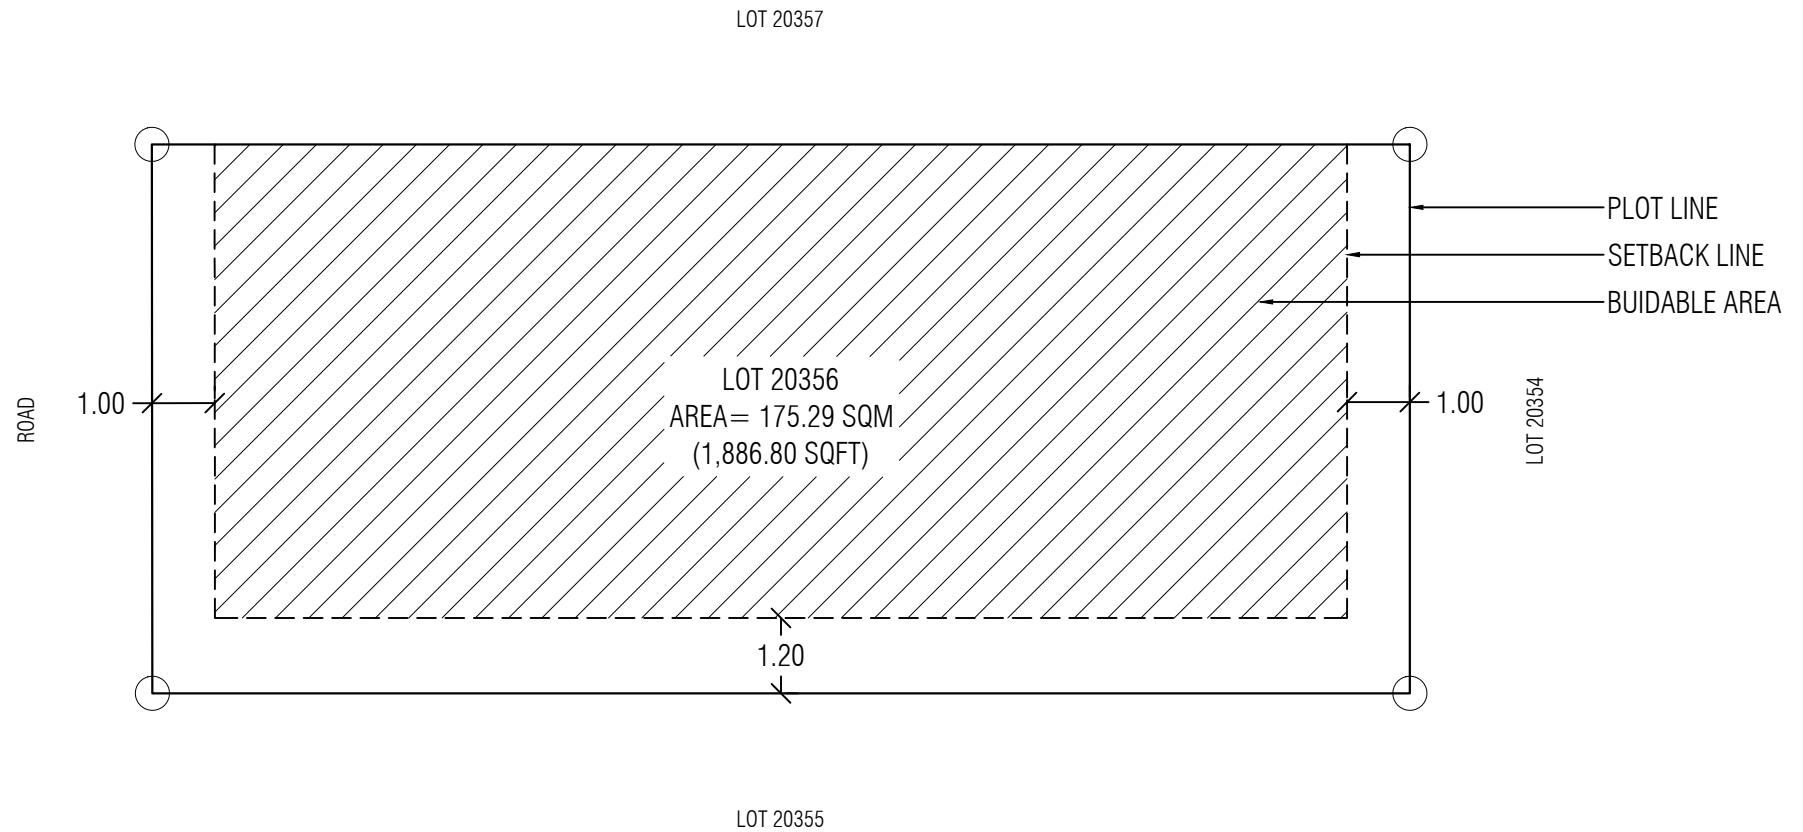 LOT 20357
PLOT LINE
SETBACK LINE
BUIDABLE AREA
LOT 20356
AREA= 175.29 SQM
(1,886.80 SQFT)
ROAD
1.00
1.00
LOT 20354
1.20
LOT 20355